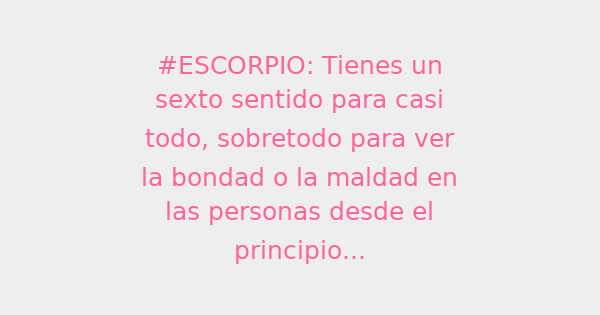 #ESCORPIO: Tienes un
sexto sentido para casi
todo, sobretodo para ver
la bondad o la maldad en
las personas desde el
principio...